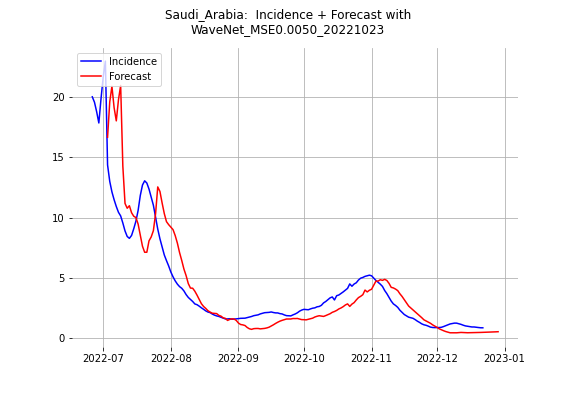 Saudi_Arabia:  Incidence + Forecast with
WaveNet_MSE0.0050_20221023
Incidence
Forecast
20
15
10
5
0
2022-07 2022-08 2022-09 2022-10 2022-11 2022-12 2023-01